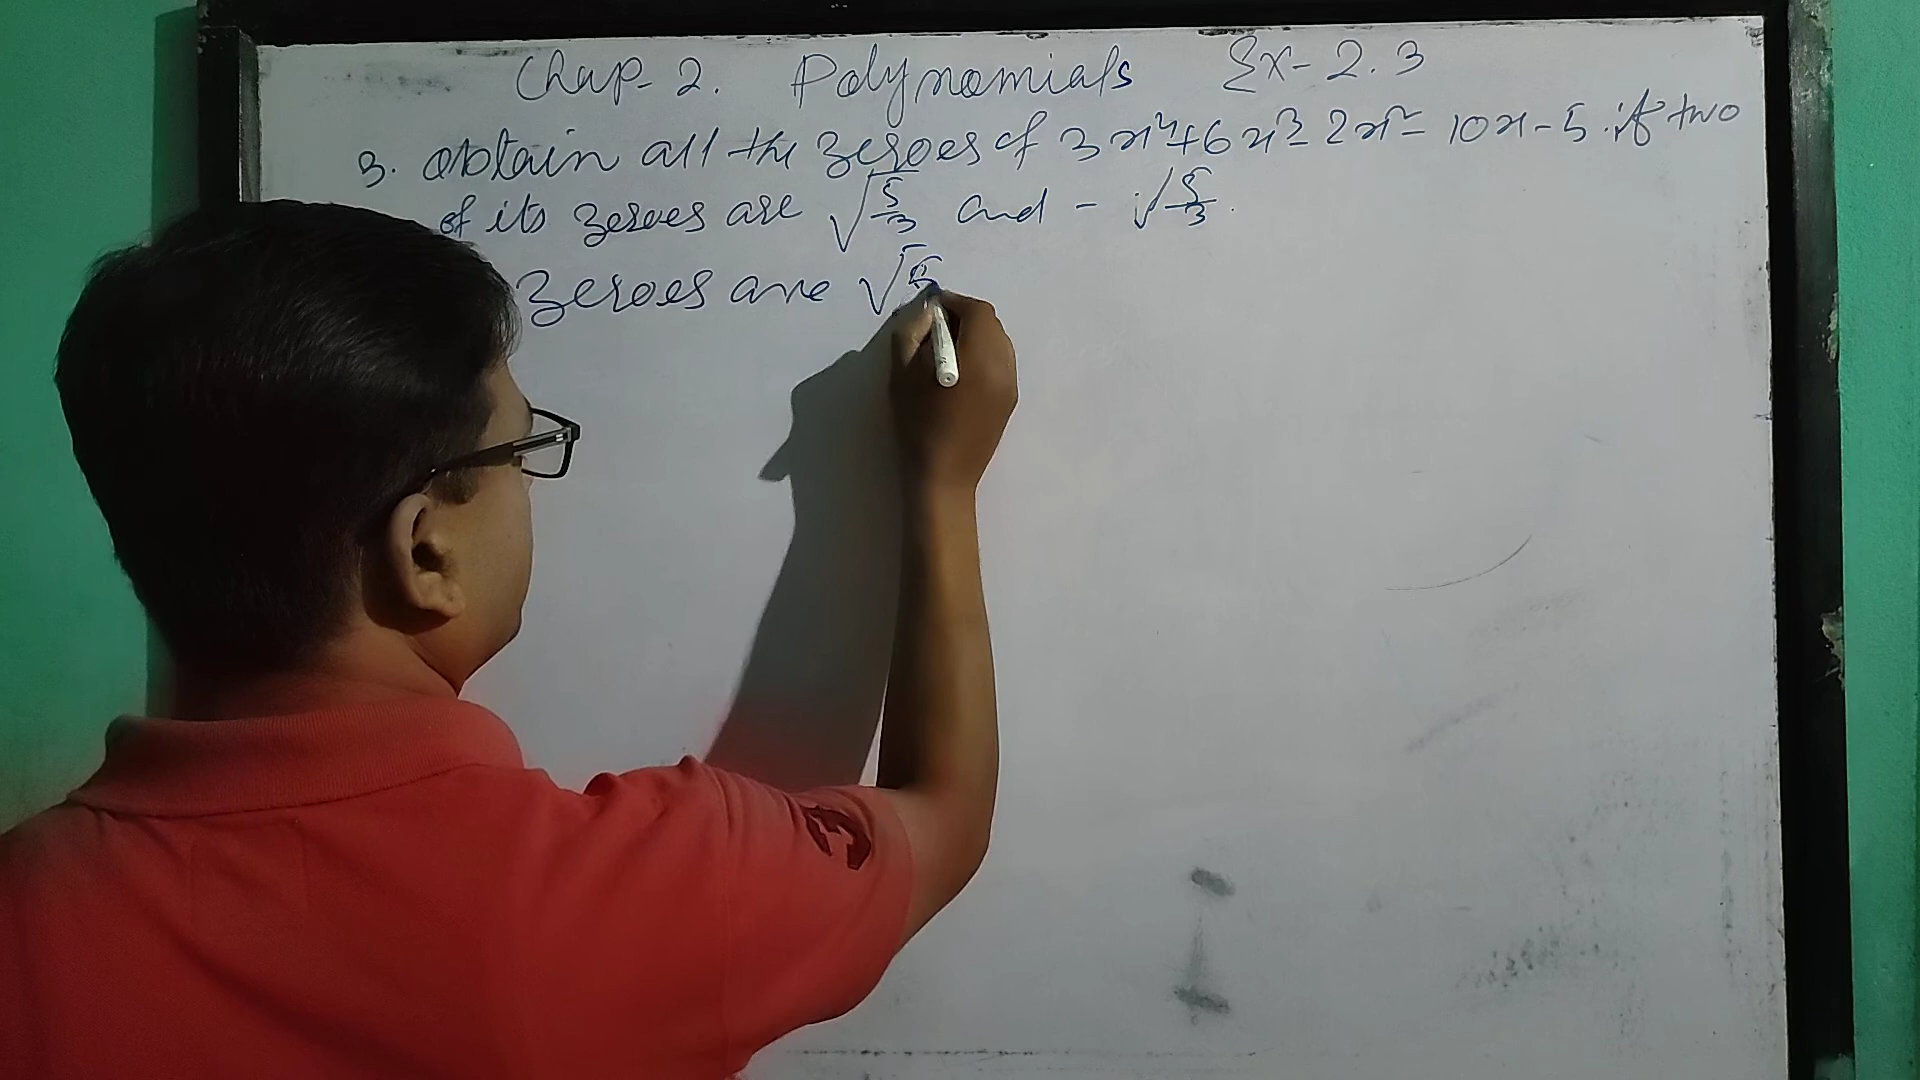 Chap-2. Polynomials Ex-2.3
3. obtain all the zeroes of 3x⁴+6x³-2x²-10x-5 if two
of its zeroes are √5/3 and -√5/3.
zeroes are √5